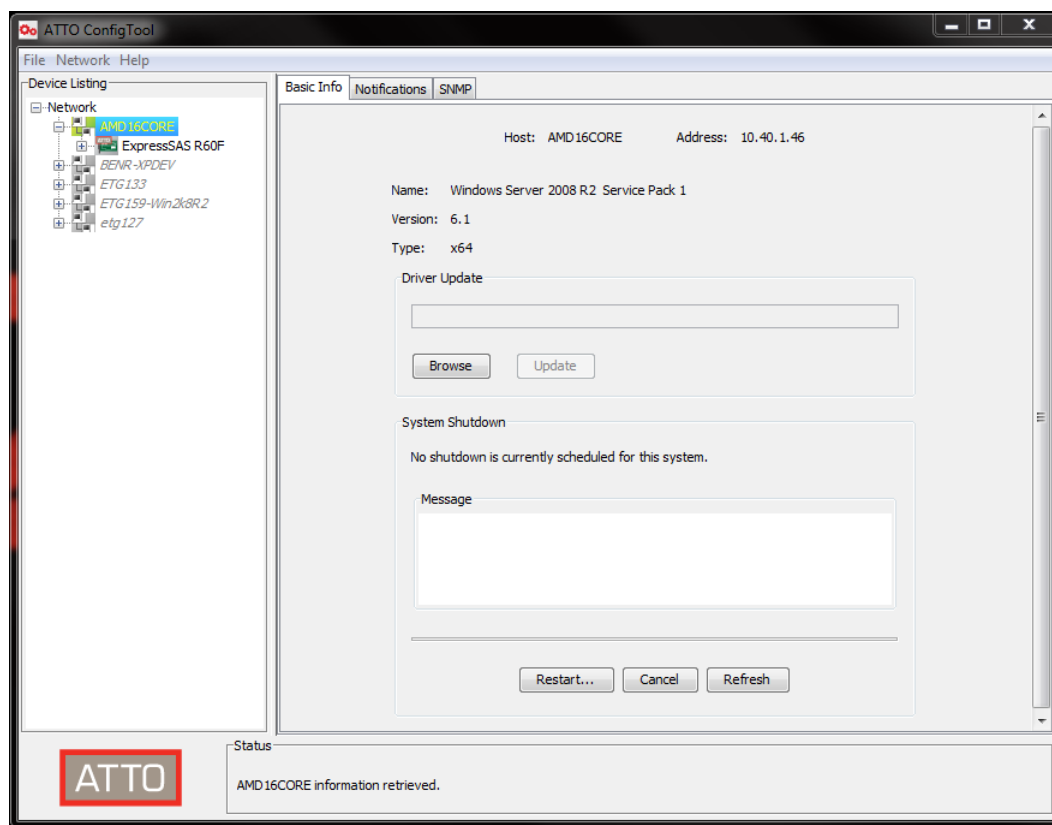 ATTO ConfigTool
File Network Help
Device Listing
Network
AMD16CORE
ExpressSAS R60F
BENR-XPDEV
ETG133
ETG159-Win2k8R2
etg127
Basic Info Notifications SNMP
Host: AMD16CORE Address: 10.40.1.46
Name: Windows Server 2008 R2 Service Pack 1
Version: 6.1
Type: x64
Driver Update
Browse Update
System Shutdown
No shutdown is currently scheduled for this system.
Message
Restart... Cancel Refresh
ATTO
Status
AMD16CORE information retrieved.